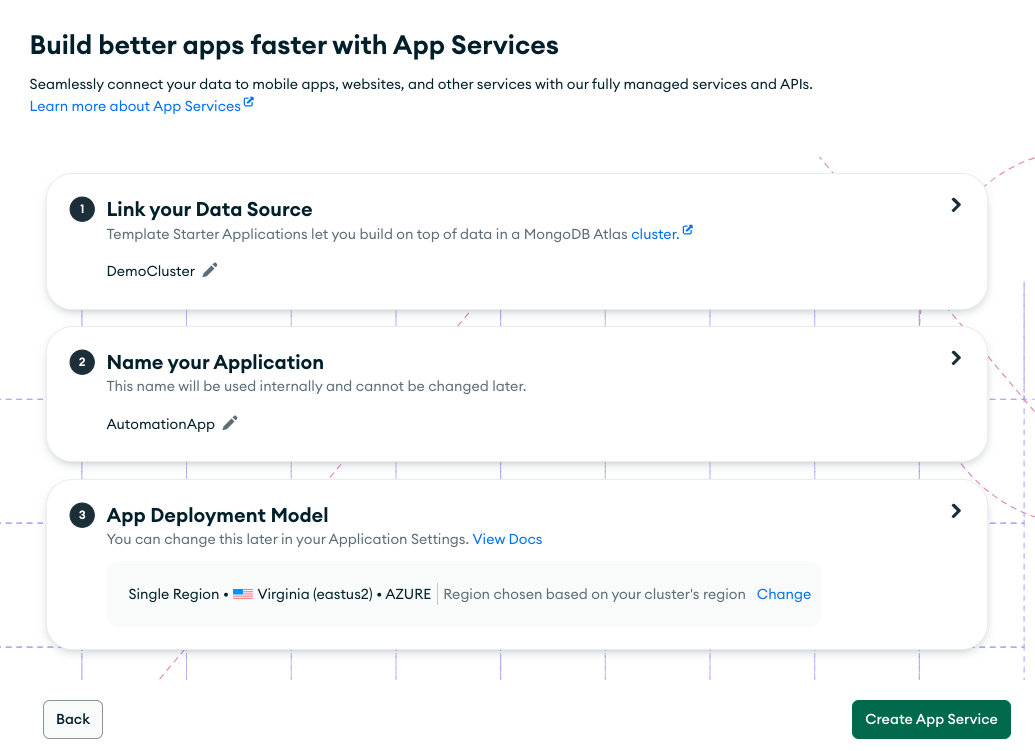 Build better apps faster with App Services
Seamlessly connect your data to mobile apps, websites, and other services with our fully managed services and APIs.
Learn more about App Services
1 Link your Data Source
Template Starter Applications let you build on top of data in a MongoDB Atlas cluster.
DemoCluster
2 Name your Application
This name will be used internally and cannot be changed later.
AutomationApp
3 App Deployment Model
You can change this later in your Application Settings. View Docs
Single Region • Virginia (eastus2) • AZURE Region chosen based on your cluster's region Change
Back Create App Service